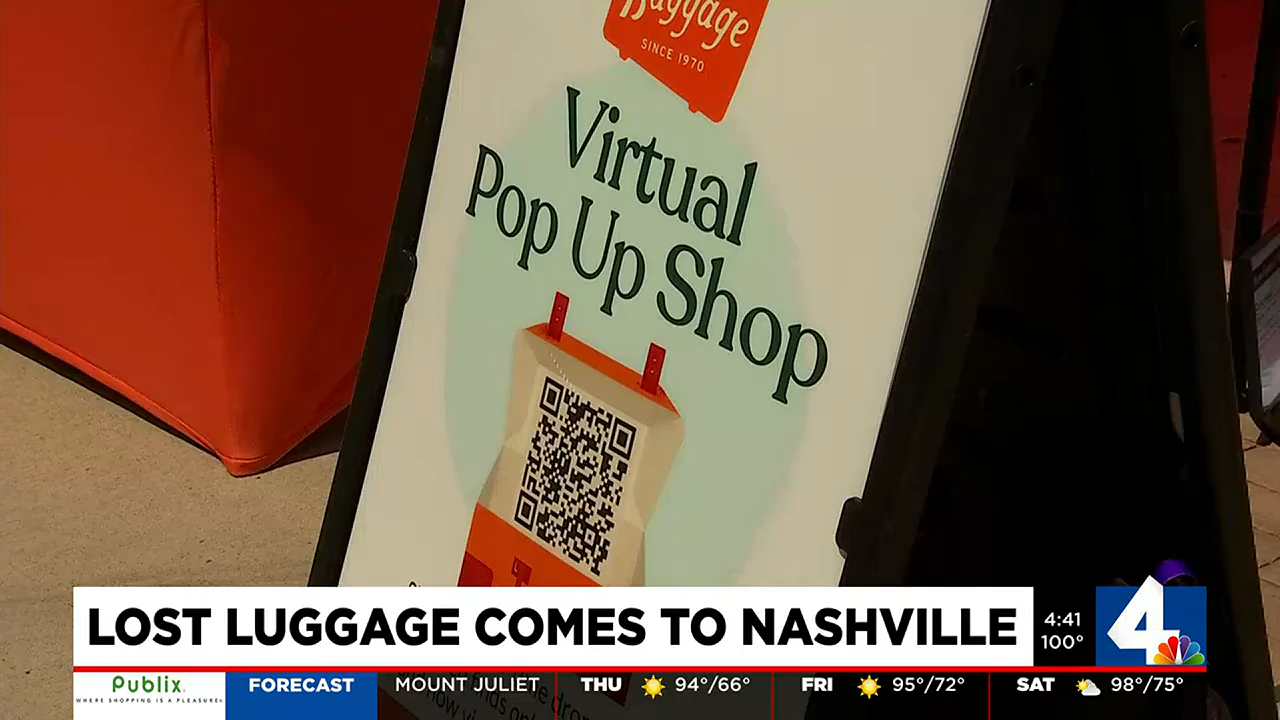 Luggage
SINCE 1970
Virtual
Pop Up Shop
LOST LUGGAGE COMES TO NASHVILLE
4:41
100°
4
Publix.
WHERE SHOPPING IS A PLEASURE®
FORECAST
MOUNT JULIET
THU 94°/66°
FRI 95°/72°
SAT 98°/75°